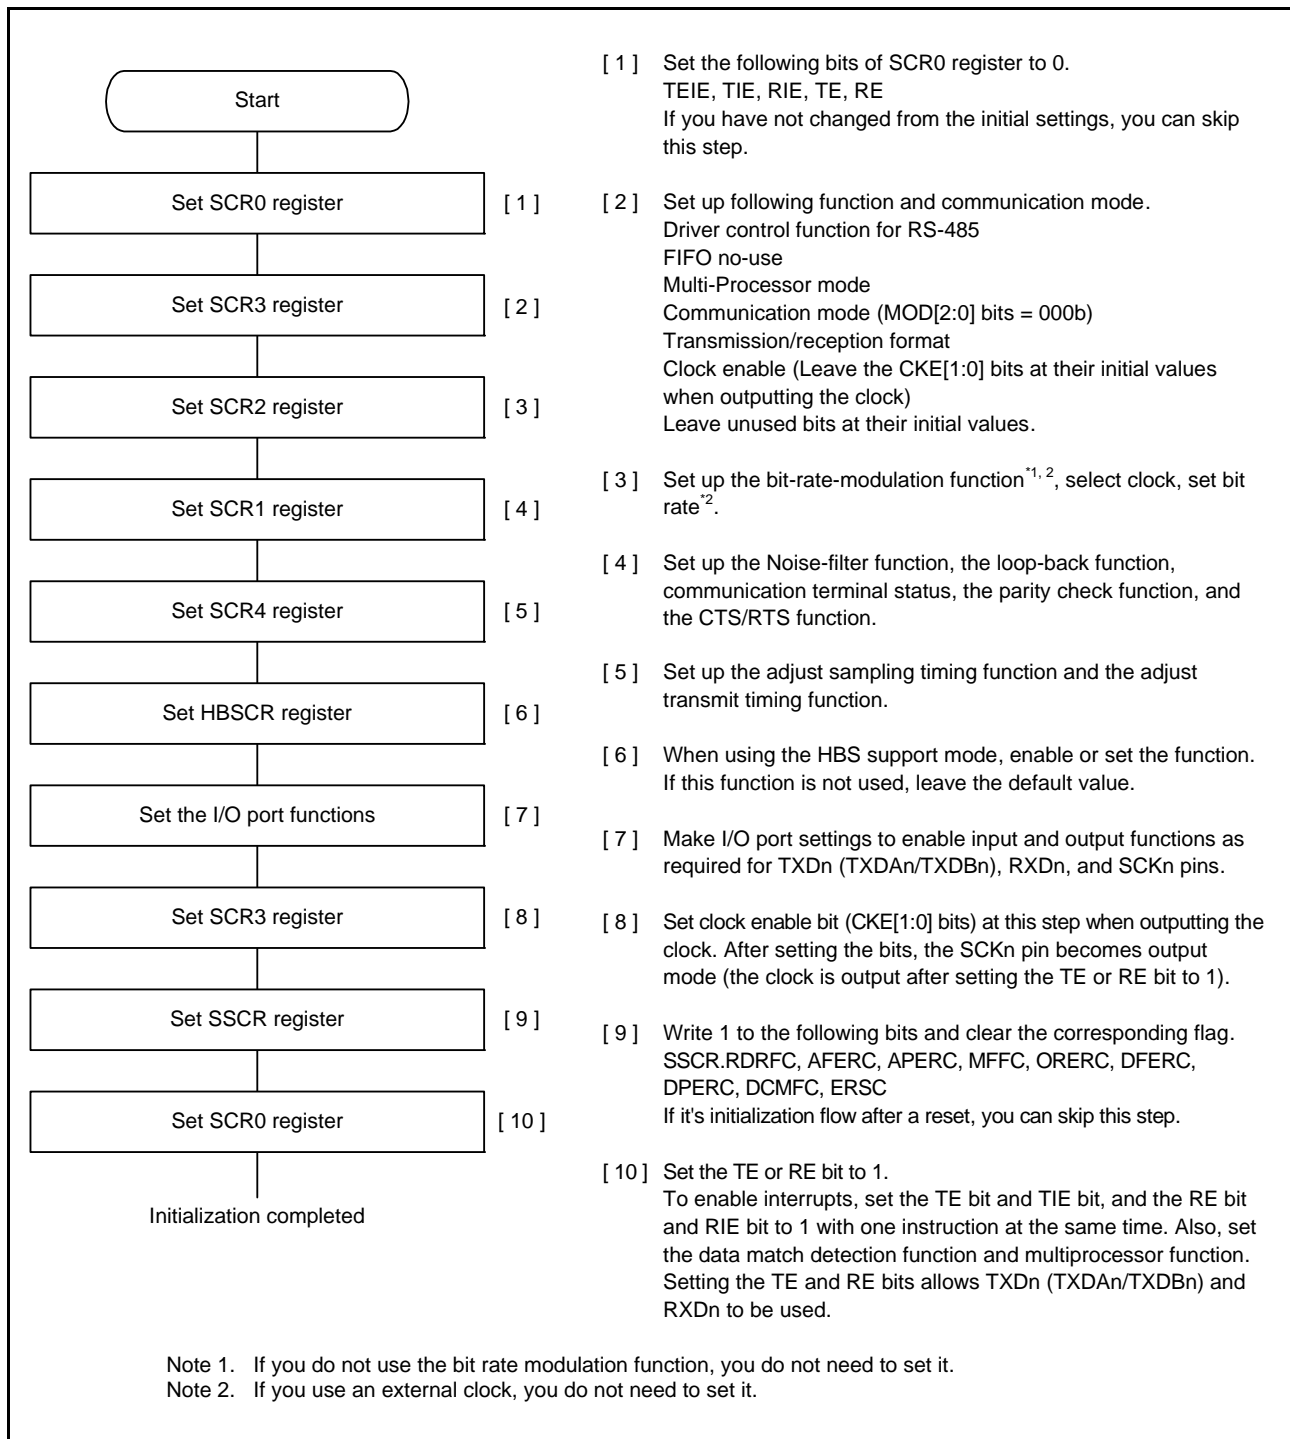 Start
Set SCR0 register [ 1 ]
Set SCR3 register [ 2 ]
Set SCR2 register [ 3 ]
Set SCR1 register [ 4 ]
Set SCR4 register [ 5 ]
Set HBSCR register [ 6 ]
Set the I/O port functions [ 7 ]
Set SCR3 register [ 8 ]
Set SSCR register [ 9 ]
Set SCR0 register [ 10 ]
Initialization completed
[ 1 ] Set the following bits of SCR0 register to 0.
TEIE, TIE, RIE, TE, RE
If you have not changed from the initial settings, you can skip
this step.
[ 2 ] Set up following function and communication mode.
Driver control function for RS-485
FIFO no-use
Multi-Processor mode
Communication mode (MOD[2:0] bits = 000b)
Transmission/reception format
Clock enable (Leave the CKE[1:0] bits at their initial values
when outputting the clock)
Leave unused bits at their initial values.
[ 3 ] Set up the bit-rate-modulation function*1, 2, select clock, set bit
rate*2.
[ 4 ] Set up the Noise-filter function, the loop-back function,
communication terminal status, the parity check function, and
the CTS/RTS function.
[ 5 ] Set up the adjust sampling timing function and the adjust
transmit timing function.
[ 6 ] When using the HBS support mode, enable or set the function.
If this function is not used, leave the default value.
[ 7 ] Make I/O port settings to enable input and output functions as
required for TXDn (TXDAn/TXDBn), RXDn, and SCKn pins.
[ 8 ] Set clock enable bit (CKE[1:0] bits) at this step when outputting the
clock. After setting the bits, the SCKn pin becomes output
mode (the clock is output after setting the TE or RE bit to 1).
[ 9 ] Write 1 to the following bits and clear the corresponding flag.
SSCR.RDRFC, AFERC, APERC, MFFC, ORERC, DFERC,
DPERC, DCMFC, ERSC
If it's initialization flow after a reset, you can skip this step.
[ 10 ] Set the TE or RE bit to 1.
To enable interrupts, set the TE bit and TIE bit, and the RE bit
and RIE bit to 1 with one instruction at the same time. Also, set
the data match detection function and multiprocessor function.
Setting the TE and RE bits allows TXDn (TXDAn/TXDBn) and
RXDn to be used.
Note 1. If you do not use the bit rate modulation function, you do not need to set it.
Note 2. If you use an external clock, you do not need to set it.